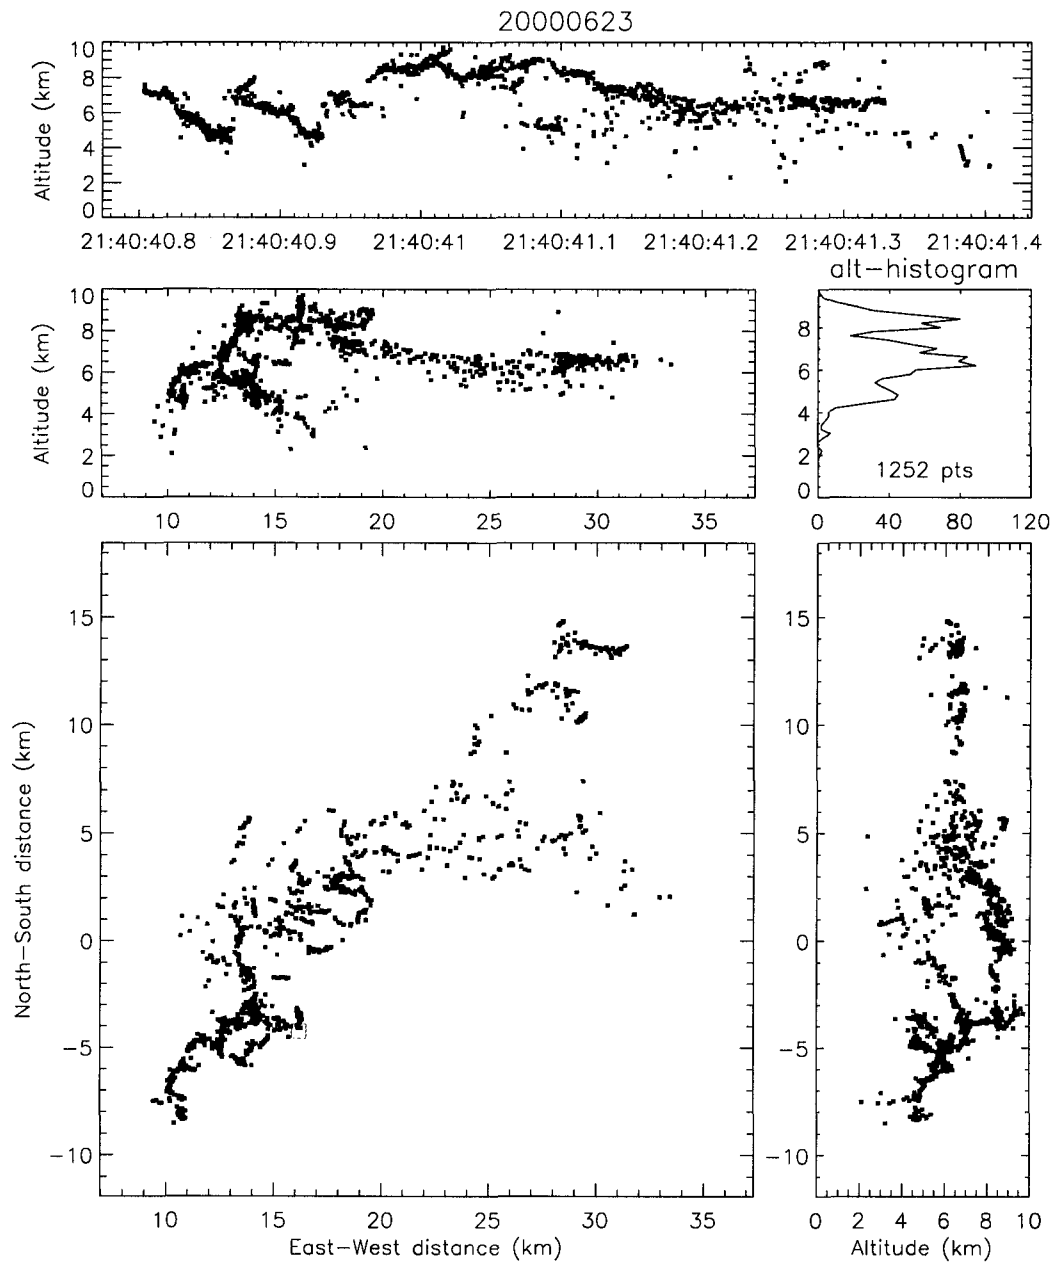 20000623
Altitude (km)
10
8
6
4
2
0
21:40:40.8 21:40:40.9 21:40:41 21:40:41.1 21:40:41.2 21:40:41.3 21:40:41.4
alt-histogram
Altitude (km)
10
8
6
4
2
0
10 15 20 25 30 35
8
6
4
2
0
1252 pts
0 40 80 120
North-South distance (km)
15
10
5
0
-5
-10
10 15 20 25 30 35
East-West distance (km)
15
10
5
0
-5
-10
0 2 4 6 8 10
Altitude (km)